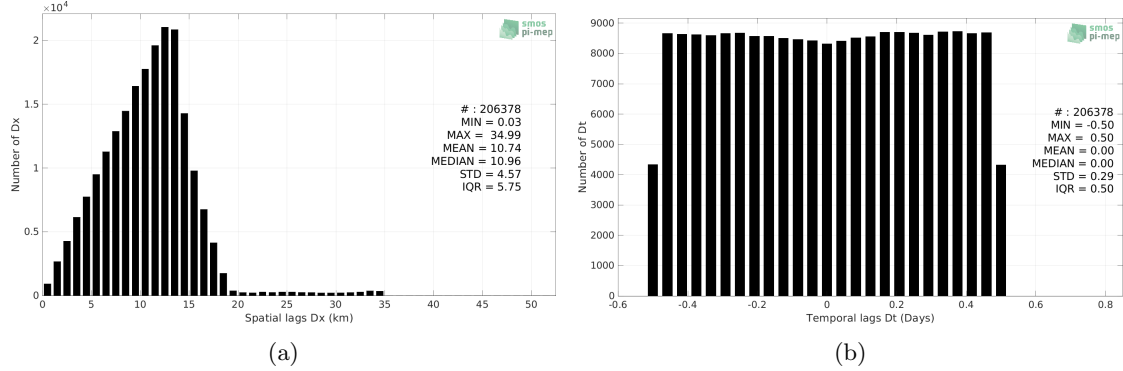 ×10⁴
2
1.5
1
0.5
0
Number of Dx
0 5 10 15 20 25 30 35 40 45 50
Spatial lags Dx (km)
smos
pi-mep
# : 206378
MIN = 0.03
MAX = 34.99
MEAN = 10.74
MEDIAN = 10.96
STD = 4.57
IQR = 5.75
(a)
9000
8000
7000
6000
5000
4000
3000
2000
1000
0
Number of Dt
-0.6 -0.4 -0.2 0 0.2 0.4 0.6 0.8
Temporal lags Dt (Days)
smos
pi-mep
# : 206378
MIN = -0.50
MAX = 0.50
MEAN = 0.00
MEDIAN = 0.00
STD = 0.29
IQR = 0.50
(b)